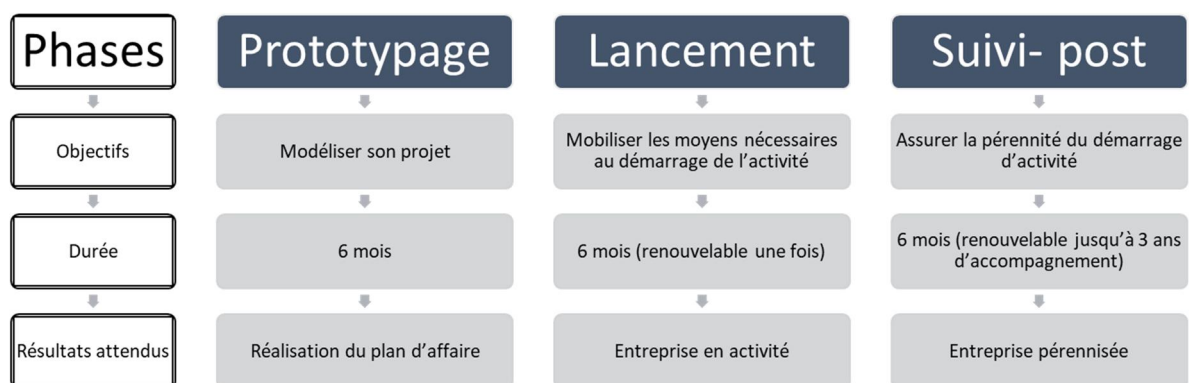 Phases
Prototypage
Lancement
Suivi- post
Objectifs
Modéliser son projet
Mobiliser les moyens nécessaires
au démarrage de l’activité
Assurer la pérennité du démarrage
d’activité
Durée
6 mois
6 mois (renouvelable une fois)
6 mois (renouvelable jusqu’à 3 ans
d’accompagnement)
Résultats attendus
Réalisation du plan d’affaire
Entreprise en activité
Entreprise pérennisée